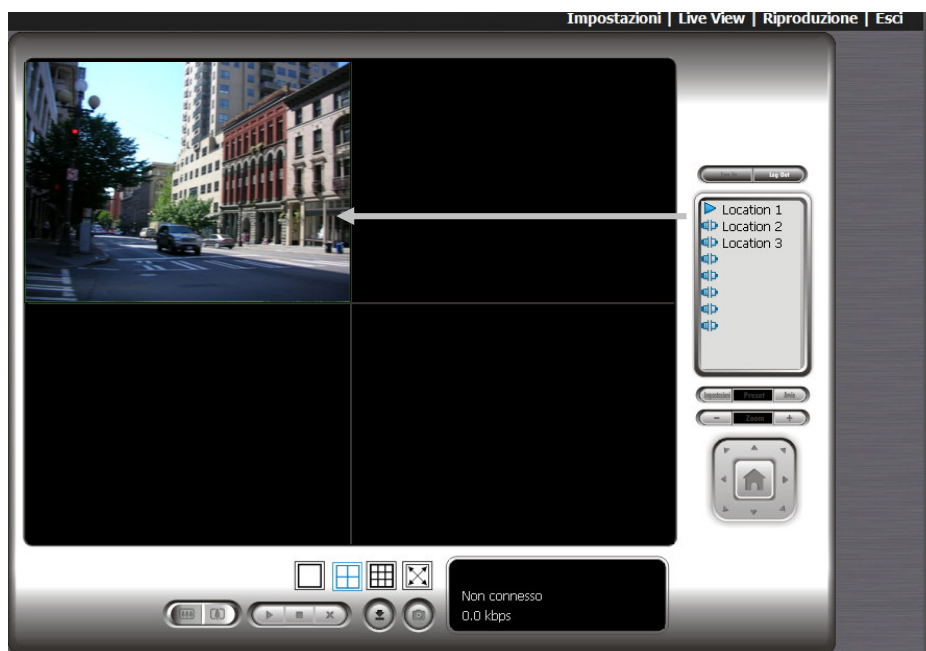 Impostazioni | Live View | Riproduzione | Esci
Log Out
Location 1
Location 2
Location 3
Preset
Zoom
Non connesso
0.0 kbps